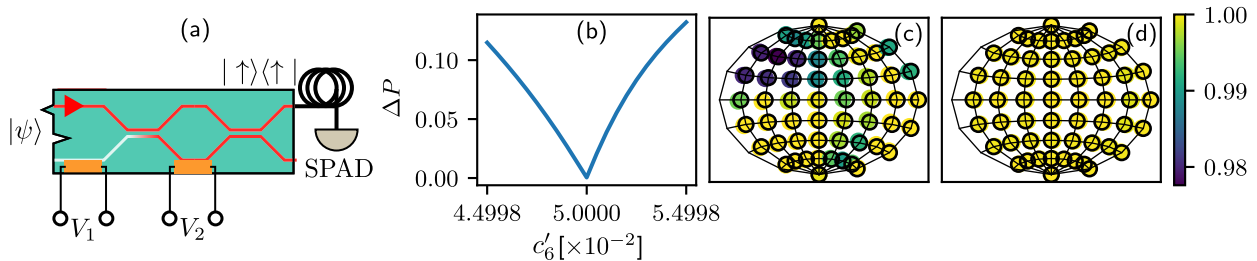 (a)
|↑⟩⟨↑|
|ψ⟩
SPAD
V₁
V₂
(b)
ΔP
0.10
0.05
0.00
4.4998
5.0000
5.4998
c′₆ [×10⁻²]
(c)
(d)
1.00
0.99
0.98